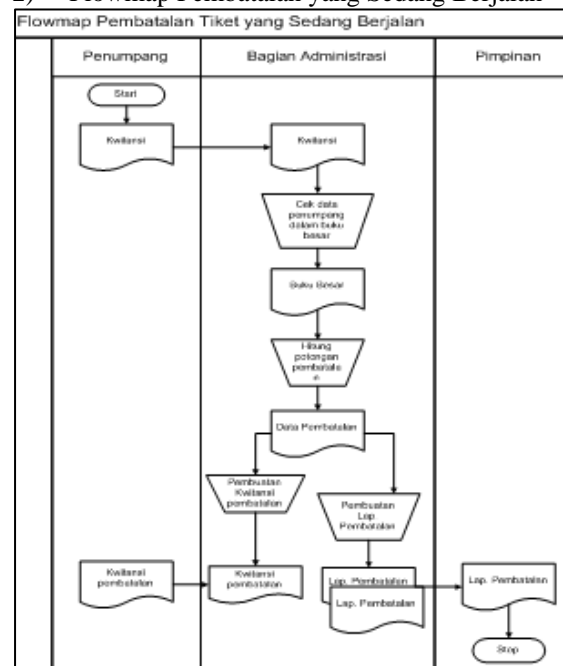 2) Flowmap Pembatalan yang Sedang Berjalan
Flowmap Pembatalan Tiket yang Sedang Berjalan
Penumpang
Bagian Administrasi
Pimpinan
Start
Kwitansi
Kwitansi
Cek data
penumpang
dalam buku
besar
Buku Besar
Hitung
potongan
pembatala
n
Data Pembatalan
Pembuatan
Kwitansi
pembatalan
Pembuatan
Lap
Pembatalan
Kwitansi
pembatalan
Kwitansi
pembatalan
Lap. Pembatalan
Lap. Pembatalan
Lap. Pembatalan
Stop